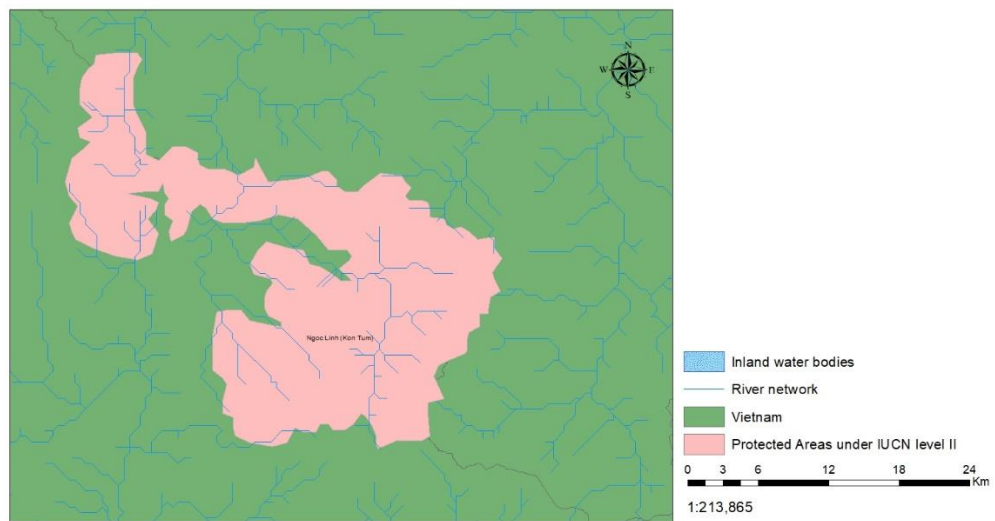 N
W E
S
Ngoc Linh (Kon Tum)
Inland water bodies
River network
Vietnam
Protected Areas under IUCN level II
0 3 6 12 18 24
Km
1:213,865